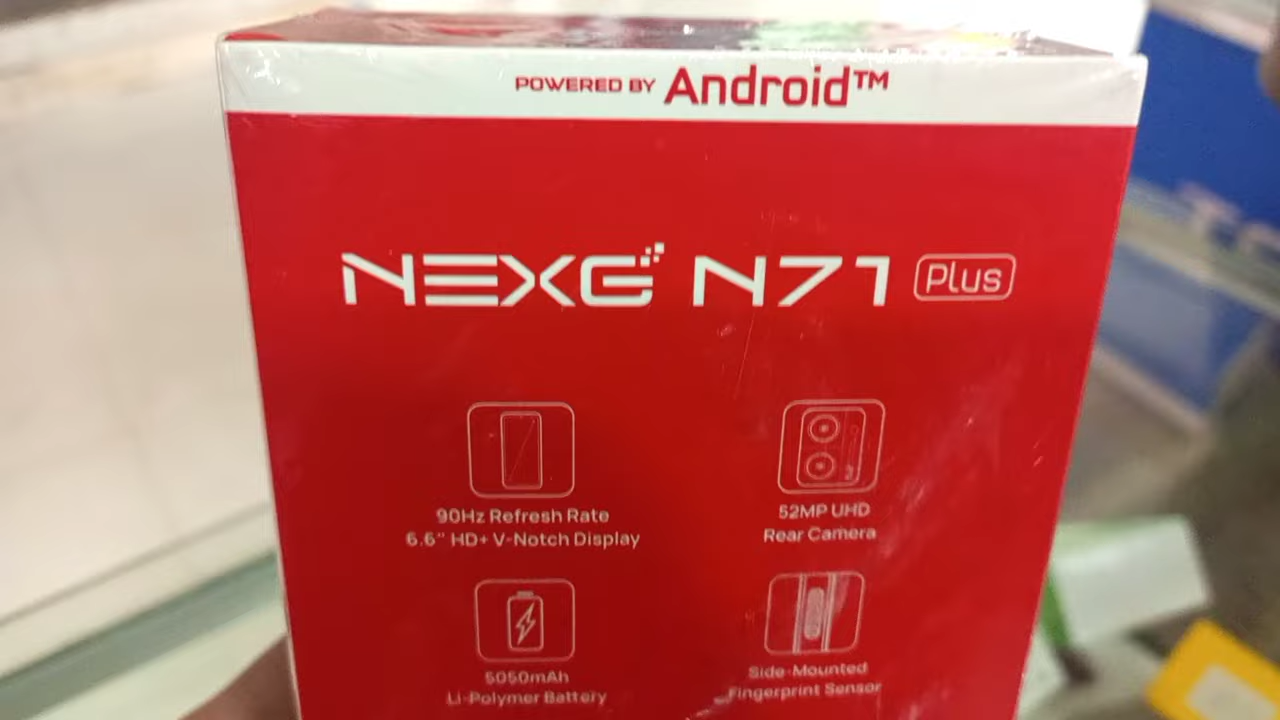 POWERED BY Android™
NEXG N71 Plus
90Hz Refresh Rate
6.6" HD+ V-Notch Display
52MP UHD
Rear Camera
5050mAh
Li-Polymer Battery
Side-Mounted
Fingerprint Sensor